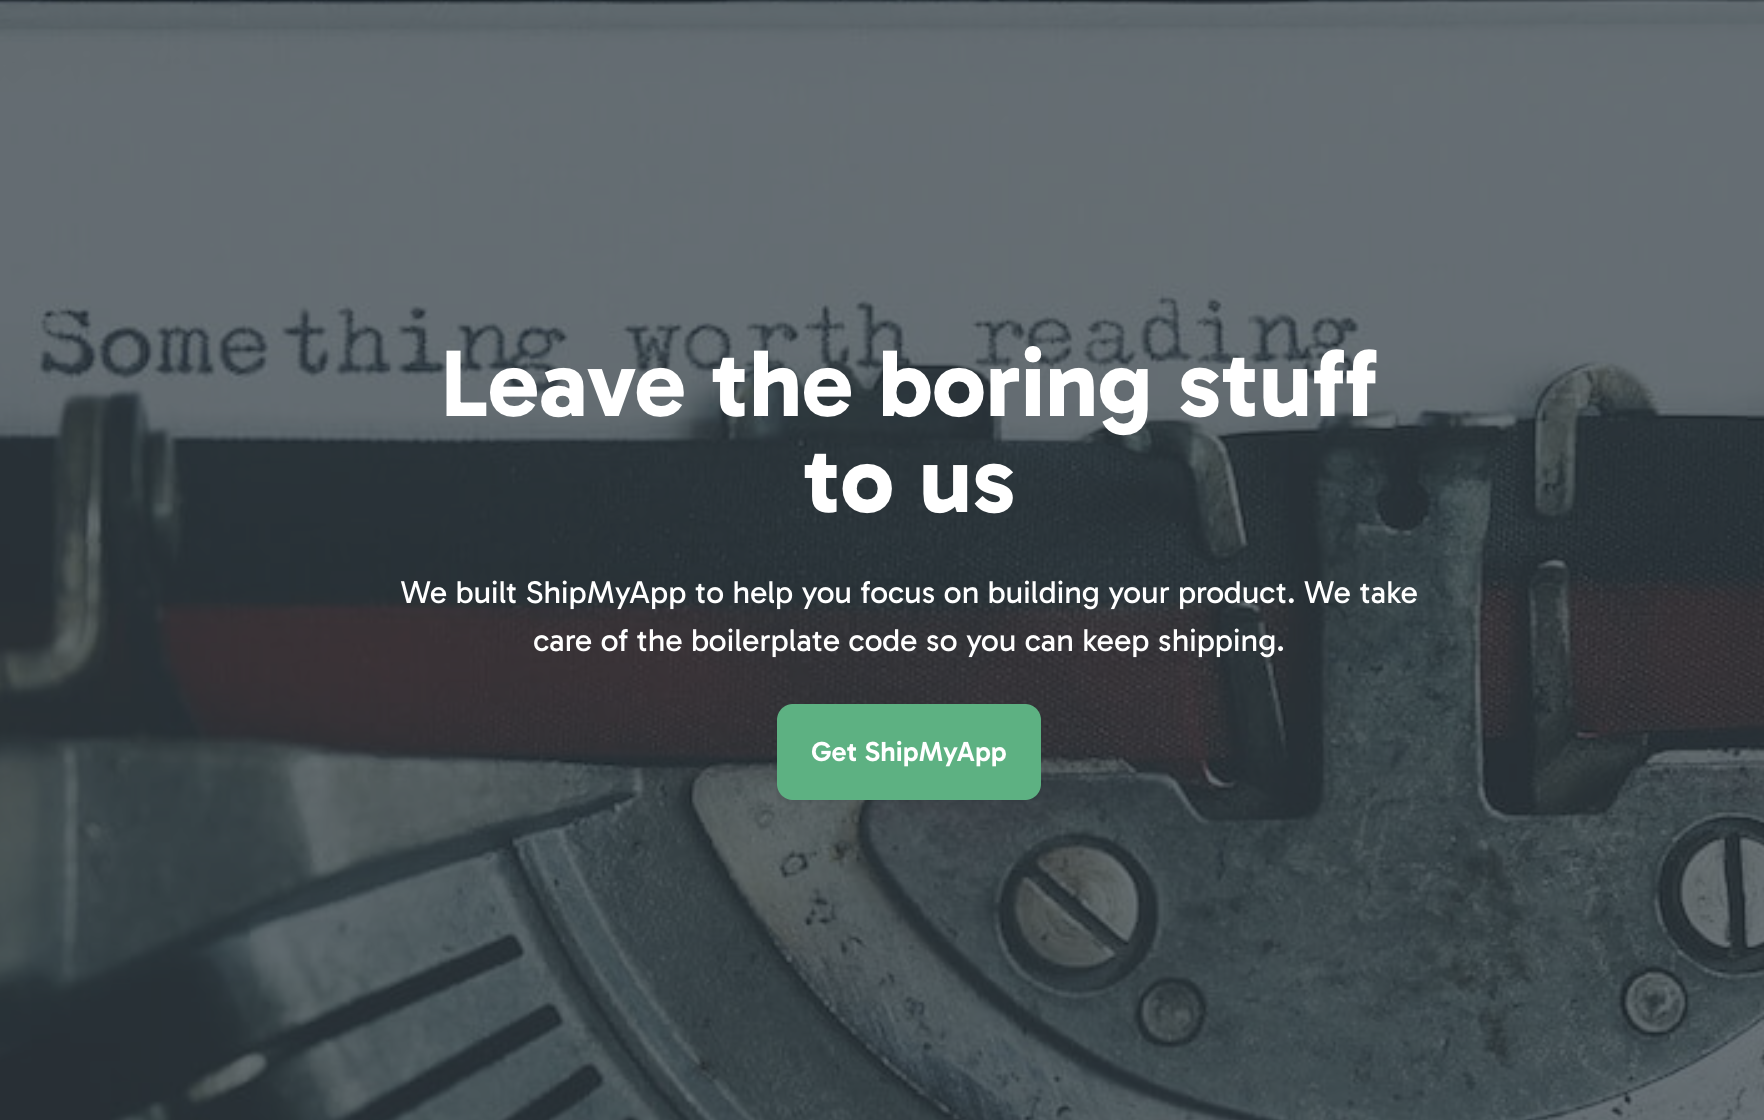 Something worth reading
Leave the boring stuff
to us
We built ShipMyApp to help you focus on building your product. We take
care of the boilerplate code so you can keep shipping.
Get ShipMyApp